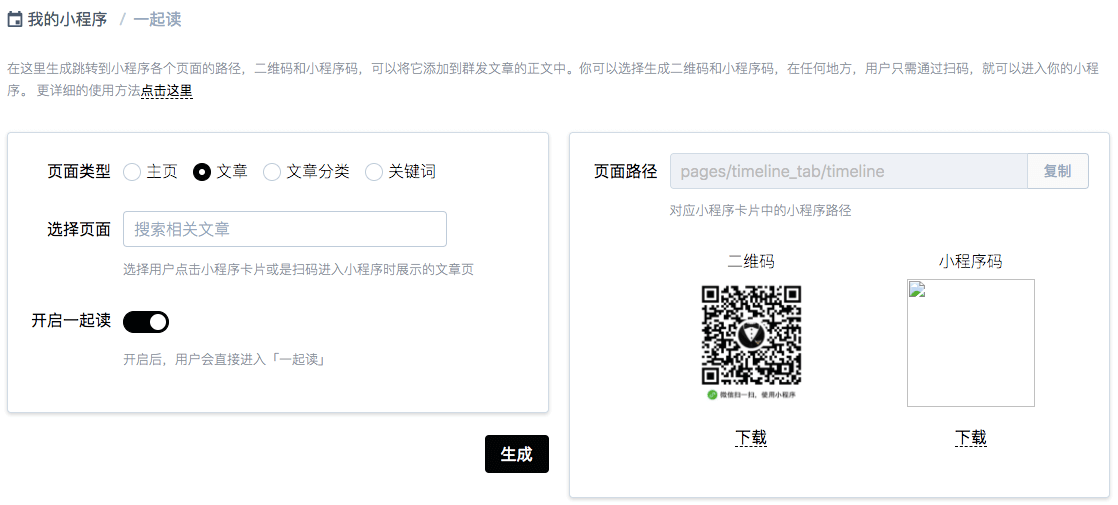 我的小程序 / 一起读
在这里生成跳转到小程序各个页面的路径，二维码和小程序码，可以将它添加到群发文章的正文中。你可以选择生成二维码和小程序码，在任何地方，用户只需通过扫码，就可以进入你的小程
序。 更详细的使用方法点击这里
页面类型 主页 文章 文章分类 关键词
选择页面 搜索相关文章
选择用户点击小程序卡片或是扫码进入小程序时展示的文章页
开启一起读
开启后，用户会直接进入「一起读」
生成
页面路径 pages/timeline_tab/timeline 复制
对应小程序卡片中的小程序路径
二维码 小程序码
微信扫一扫，使用小程序
下载 下载